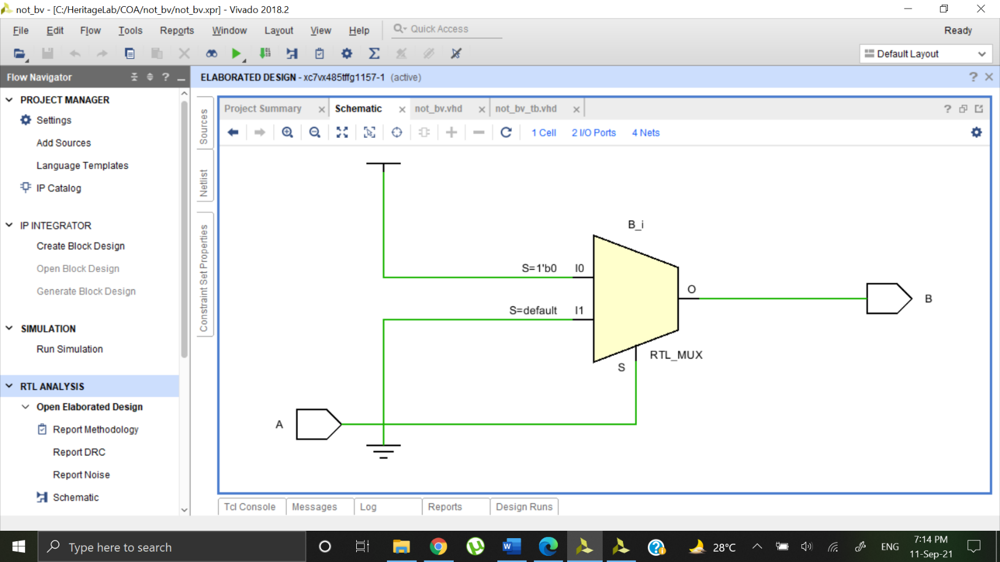 not_bv - [C:/HeritageLab/COA/not_bv/not_bv.xpr] - Vivado 2018.2
File Edit Flow Tools Reports Window Layout View Help Quick Access Ready
Default Layout
Flow Navigator
ELABORATED DESIGN - xc7vx485tffg1157-1 (active)
PROJECT MANAGER
Settings
Add Sources
Language Templates
IP Catalog
IP INTEGRATOR
Create Block Design
Open Block Design
Generate Block Design
SIMULATION
Run Simulation
RTL ANALYSIS
Open Elaborated Design
Report Methodology
Report DRC
Report Noise
Schematic
Sources
Netlist
Constraint Set Properties
Project Summary Schematic not_bv.vhd not_bv_tb.vhd
1 Cell 2 I/O Ports 4 Nets
B_i
S=1'b0 I0
O
B
S=default I1
RTL_MUX
S
A
Tcl Console Messages Log Reports Design Runs
Type here to search
28°C
ENG
7:14 PM
11-Sep-21